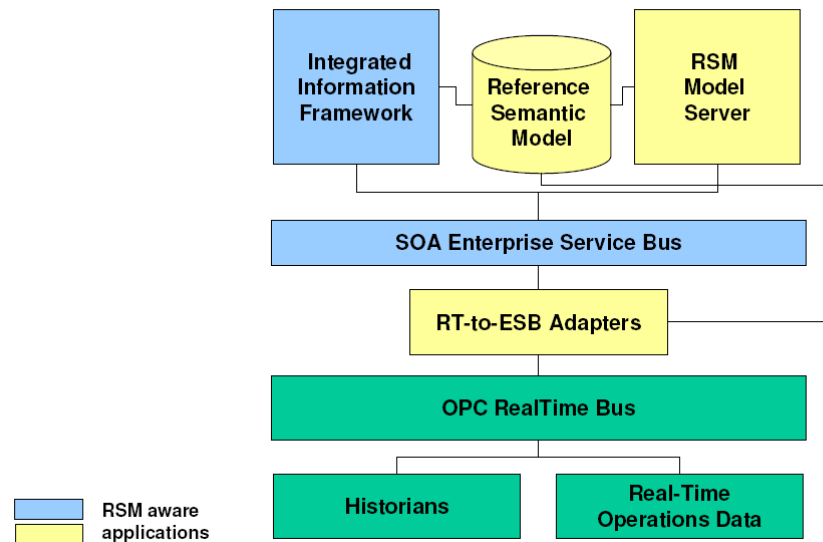 Integrated
Information
Framework
Reference
Semantic
Model
RSM
Model
Server
SOA Enterprise Service Bus
RT-to-ESB Adapters
OPC RealTime Bus
Historians
Real-Time
Operations Data
RSM aware
applications